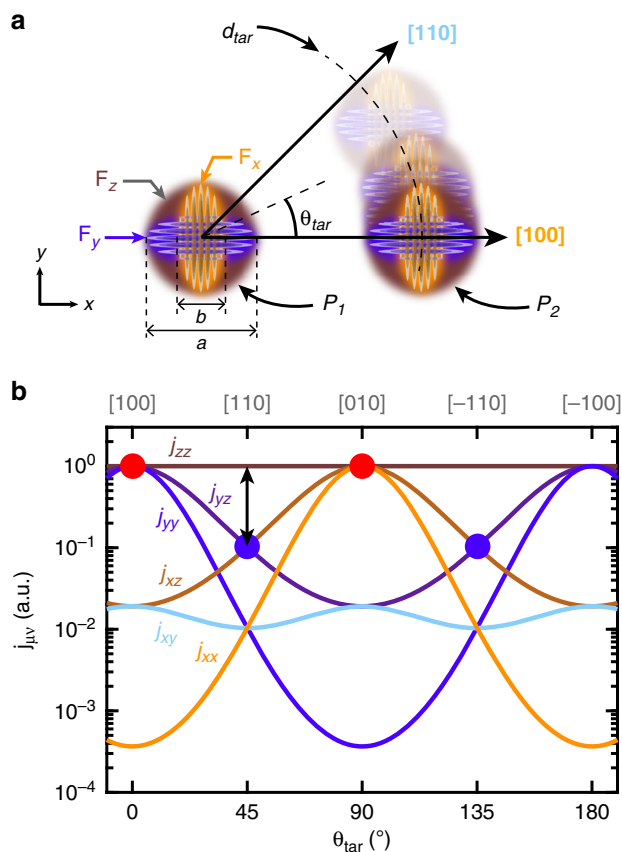 a
d_tar
[110]
F_x
F_z
θ_tar
F_y
[100]
y
x
b
a
P_1
P_2
b
[100] [110] [010] [−110] [−100]
10^0
10^−1
10^−2
10^−3
10^−4
j_μν (a.u.)
j_zz
j_yz
j_yy
j_xz
j_xy
j_xx
0 45 90 135 180
θ_tar (°)